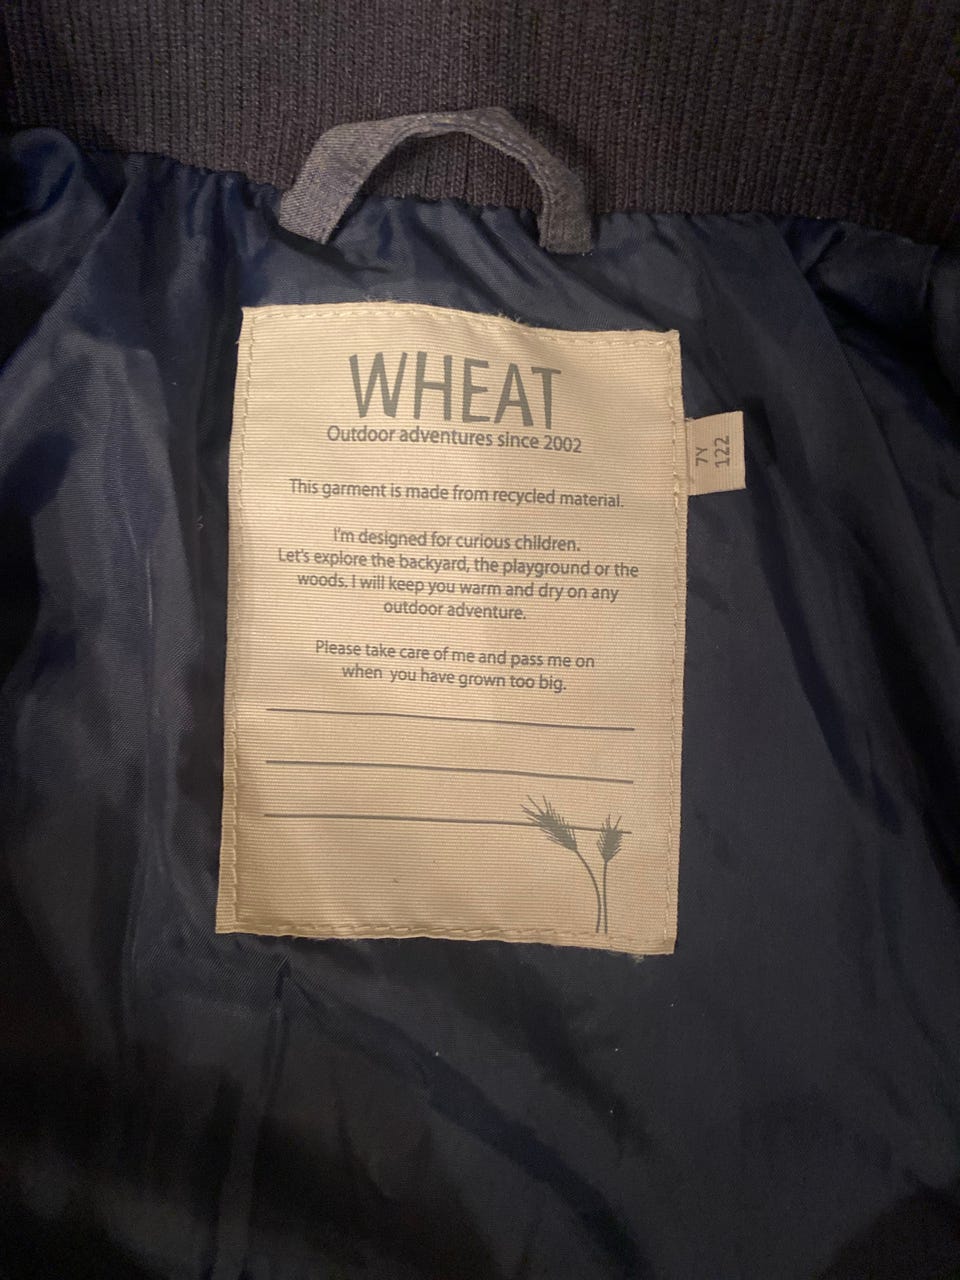 WHEAT
Outdoor adventures since 2002
7Y
122
This garment is made from recycled material.
I'm designed for curious children.
Let's explore the backyard, the playground or the
woods. I will keep you warm and dry on any
outdoor adventure.
Please take care of me and pass me on
when you have grown too big.